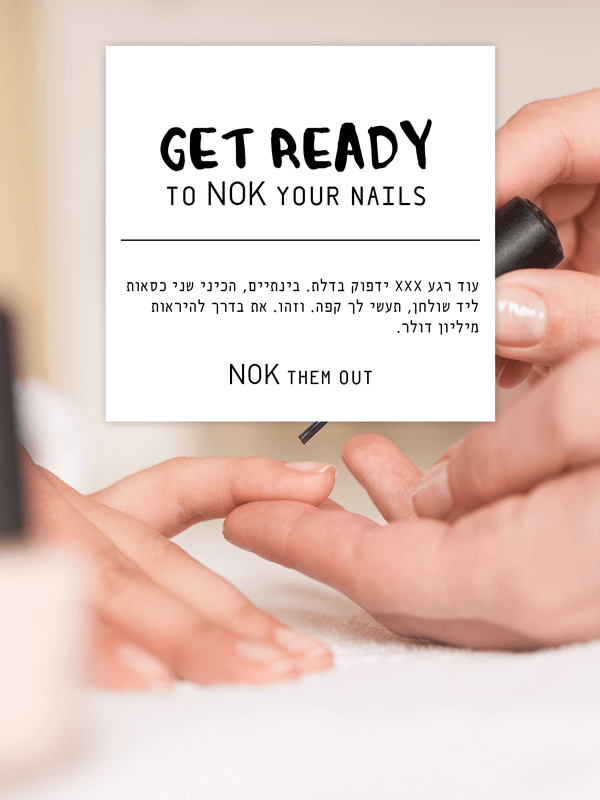 GET READY
TO NOK YOUR NAILS
עוד רגע XXX ידפוק בדלת. בינתיים, הכיני שני כסאות
ליד שולחן, תעשי לך קפה. וזהו. את בדרך להיראות
מיליון דולר.
NOK THEM OUT